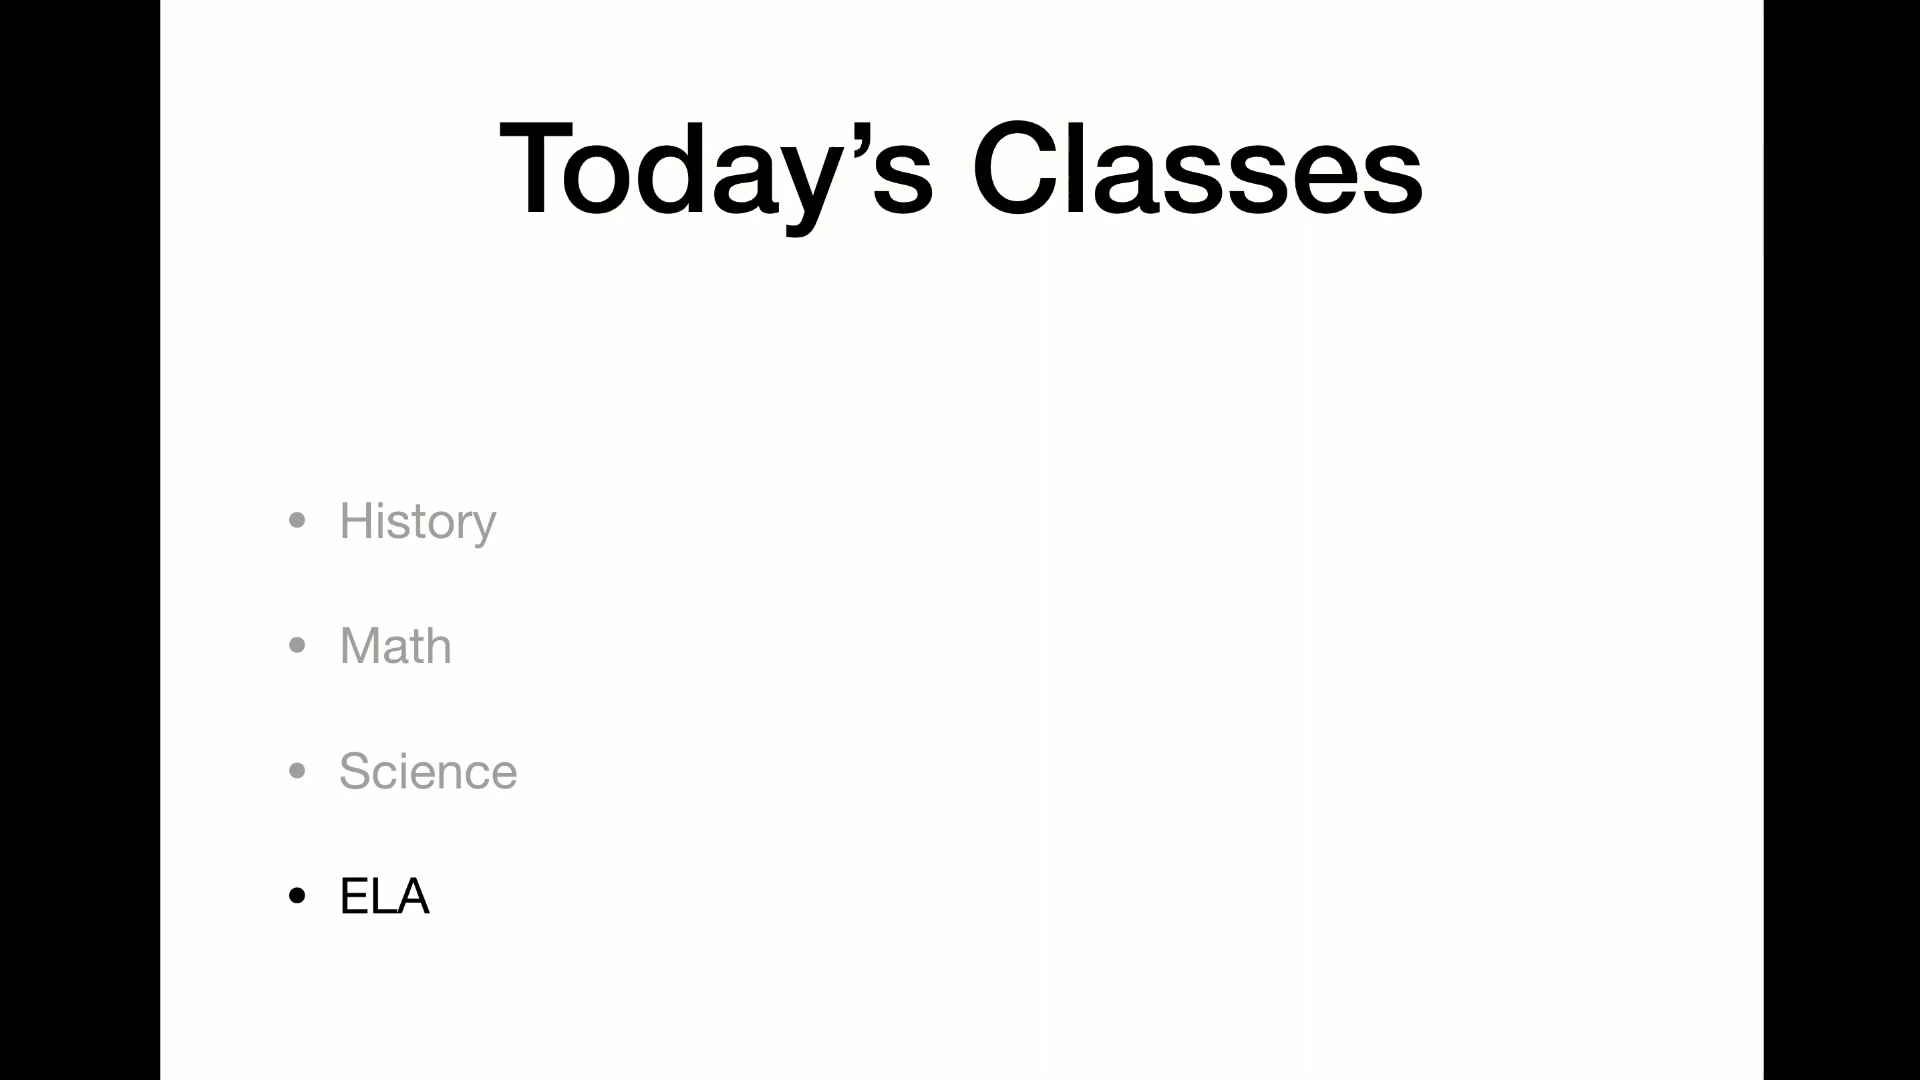 Today’s Classes
• History
• Math
• Science
• ELA